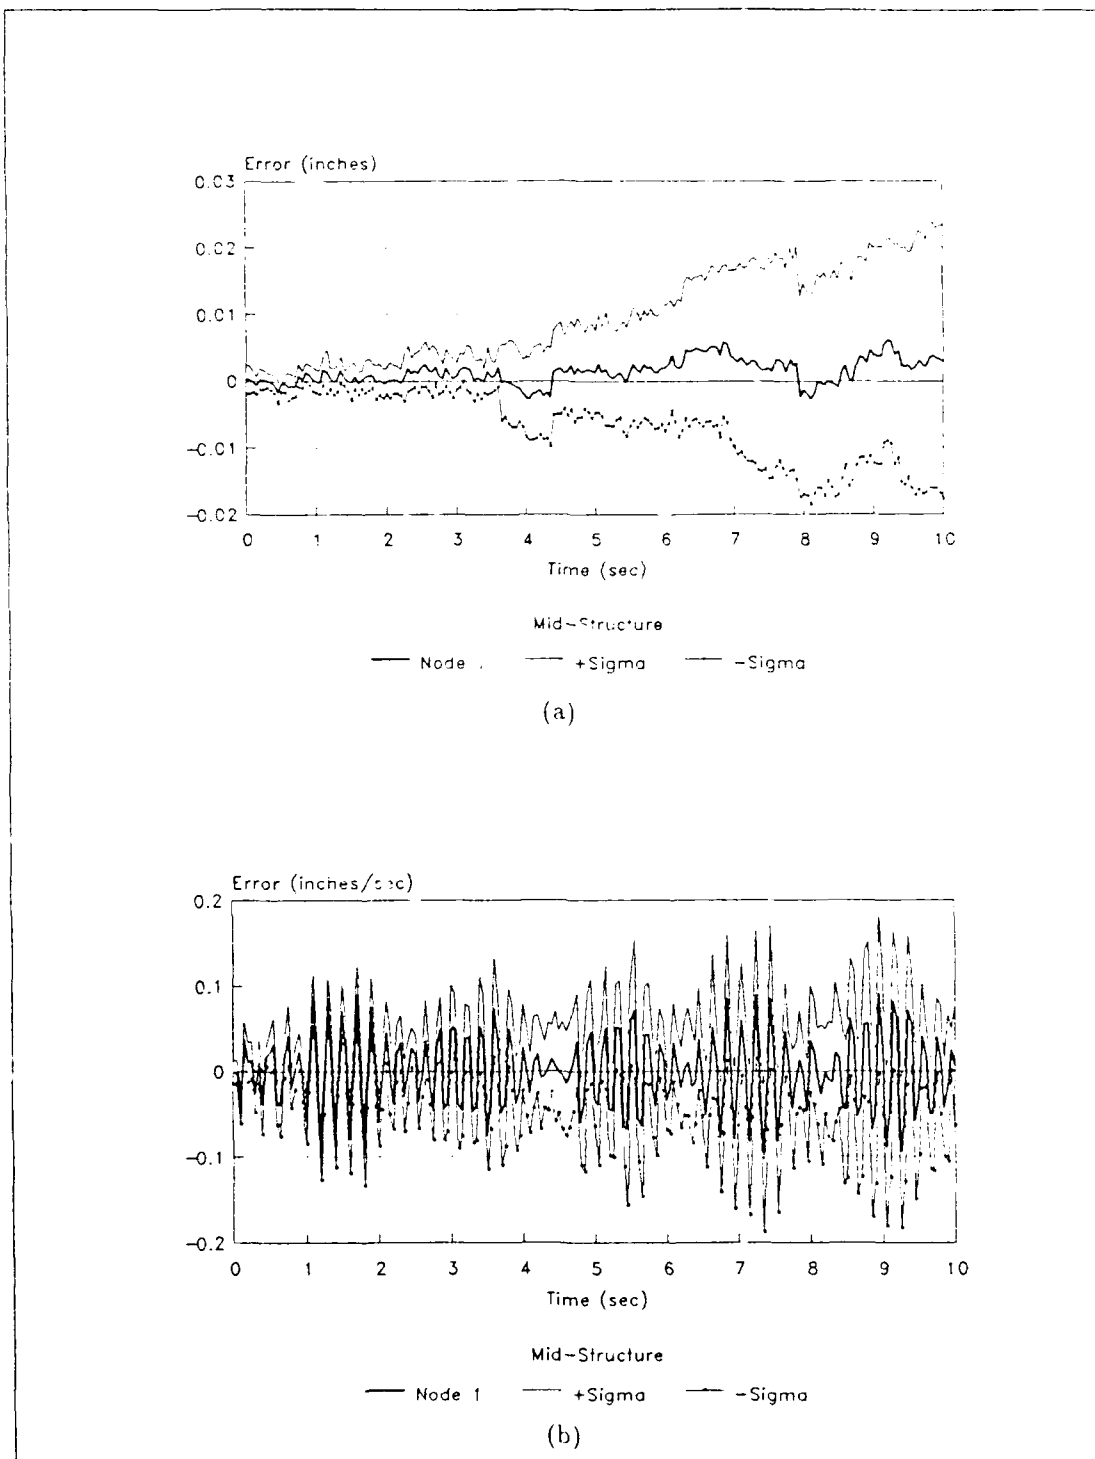 Error (inches)
0.03
0.02
0.01
0
-0.01
-0.02
0 1 2 3 4 5 6 7 8 9 10
Time (sec)
Mid-Structure
Node +Sigma -Sigma
(a)
Error (inches/sec)
0.2
0.1
0
-0.1
-0.2
0 1 2 3 4 5 6 7 8 9 10
Time (sec)
Mid-Structure
Node 1 +Sigma -Sigma
(b)